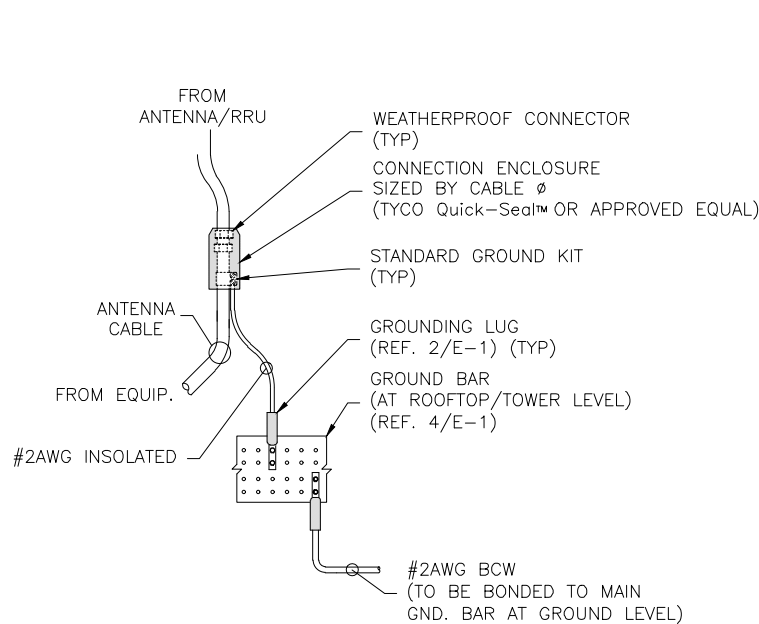 FROM
ANTENNA/RRU
WEATHERPROOF CONNECTOR
(TYP)
CONNECTION ENCLOSURE
SIZED BY CABLE ø
(TYCO Quick-Seal™ OR APPROVED EQUAL)
STANDARD GROUND KIT
(TYP)
ANTENNA
CABLE
GROUNDING LUG
(REF. 2/E-1) (TYP)
FROM EQUIP.
GROUND BAR
(AT ROOFTOP/TOWER LEVEL)
(REF. 4/E-1)
#2AWG INSOLATED
#2AWG BCW
(TO BE BONDED TO MAIN
GND. BAR AT GROUND LEVEL)